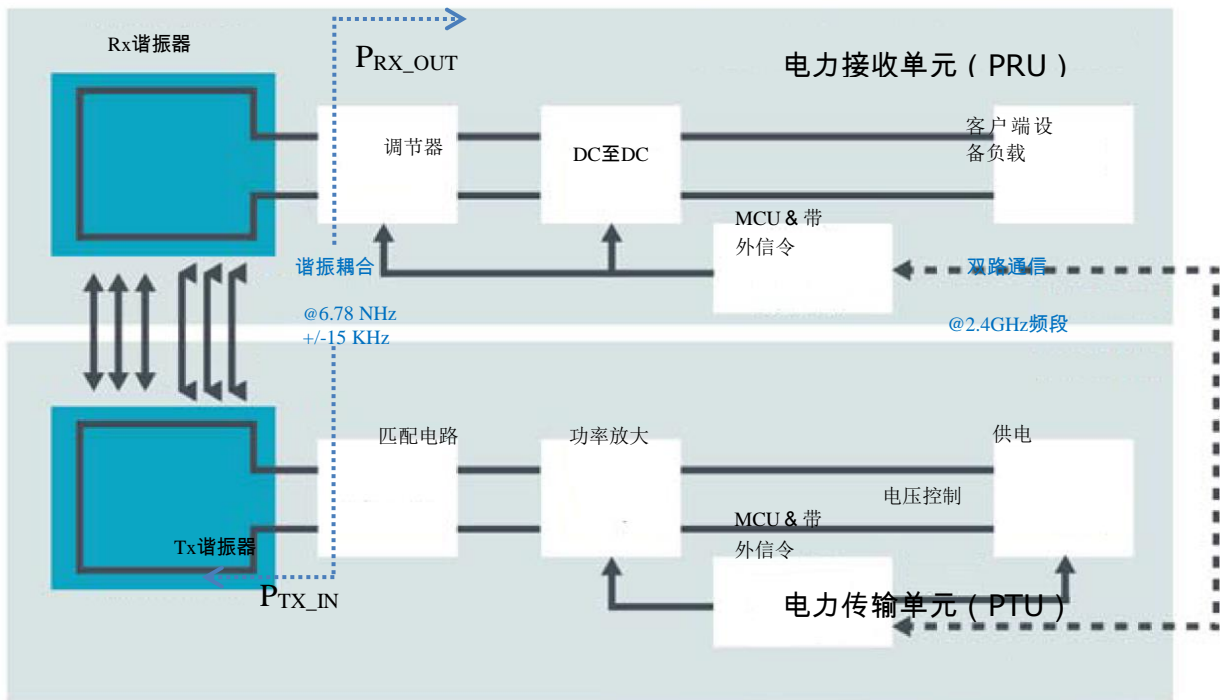 Rx谐振器
PRX_OUT
电力接收单元（PRU）
调节器
DC至DC
客户端设
备负载
MCU & 带
外信令
谐振耦合
双路通信
@6.78 NHz
+/-15 KHz
@2.4GHz频段
匹配电路
功率放大
供电
电压控制
MCU & 带
外信令
Tx谐振器
PTX_IN
电力传输单元（PTU）